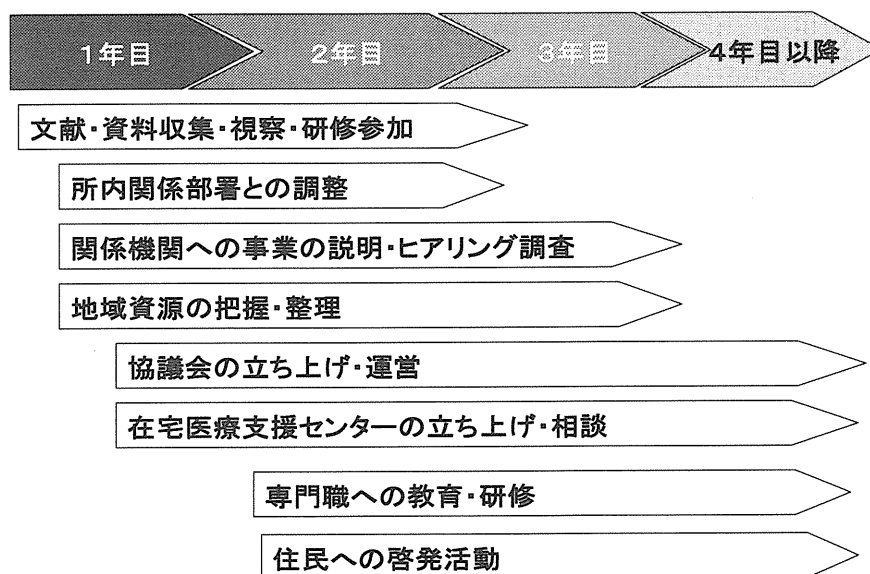 1年目
2年目
3年目
4年目以降
文献・資料収集・視察・研修参加
所内関係部署との調整
関係機関への事業の説明・ヒアリング調査
地域資源の把握・整理
協議会の立ち上げ・運営
在宅医療支援センターの立ち上げ・相談
専門職への教育・研修
住民への啓発活動